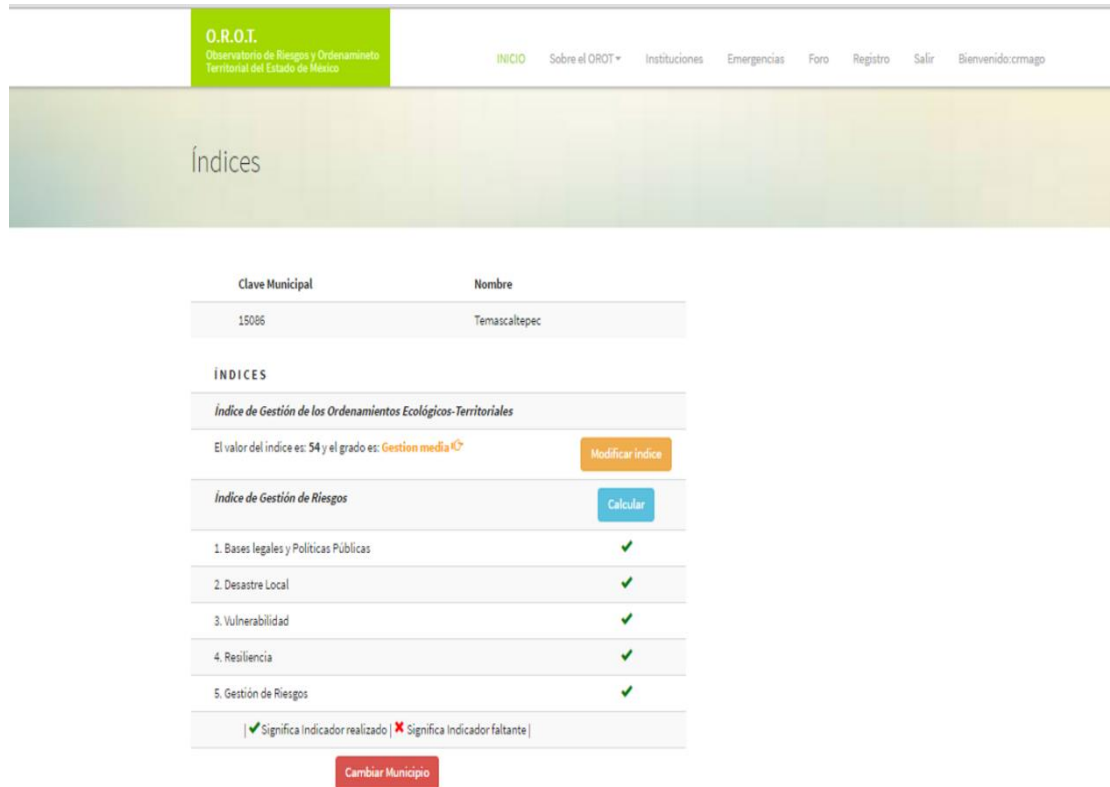 O.R.O.T.
Observatorio de Riesgos y Ordenamineto
Territorial del Estado de México
INICIO Sobre el OROT Instituciones Emergencias Foro Registro Salir Bienvenido:crmago
Índices
Clave Municipal Nombre
15086 Temascaltepec
ÍNDICES
Índice de Gestión de los Ordenamientos Ecológicos-Territoriales
El valor del indice es: 54 y el grado es: Gestion media Modificar indice
Índice de Gestión de Riesgos Calcular
1. Bases legales y Políticas Públicas ✔
2. Desastre Local ✔
3. Vulnerabilidad ✔
4. Resiliencia ✔
5. Gestión de Riesgos ✔
| ✔ Significa Indicador realizado | ✖ Significa Indicador faltante |
Cambiar Municipio